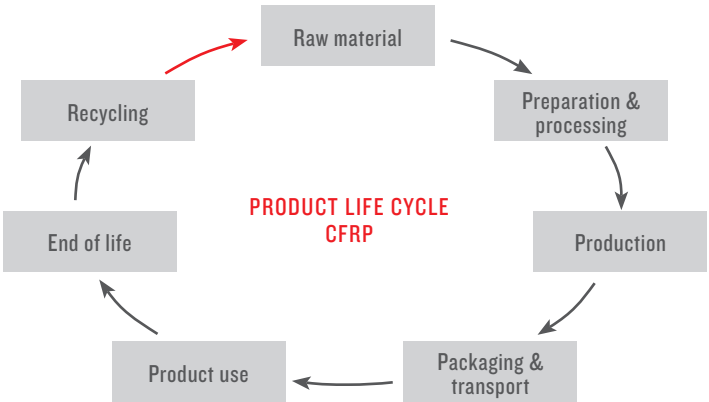 Raw material
Preparation &
processing
Production
Packaging &
transport
Product use
End of life
Recycling
PRODUCT LIFE CYCLE
CFRP